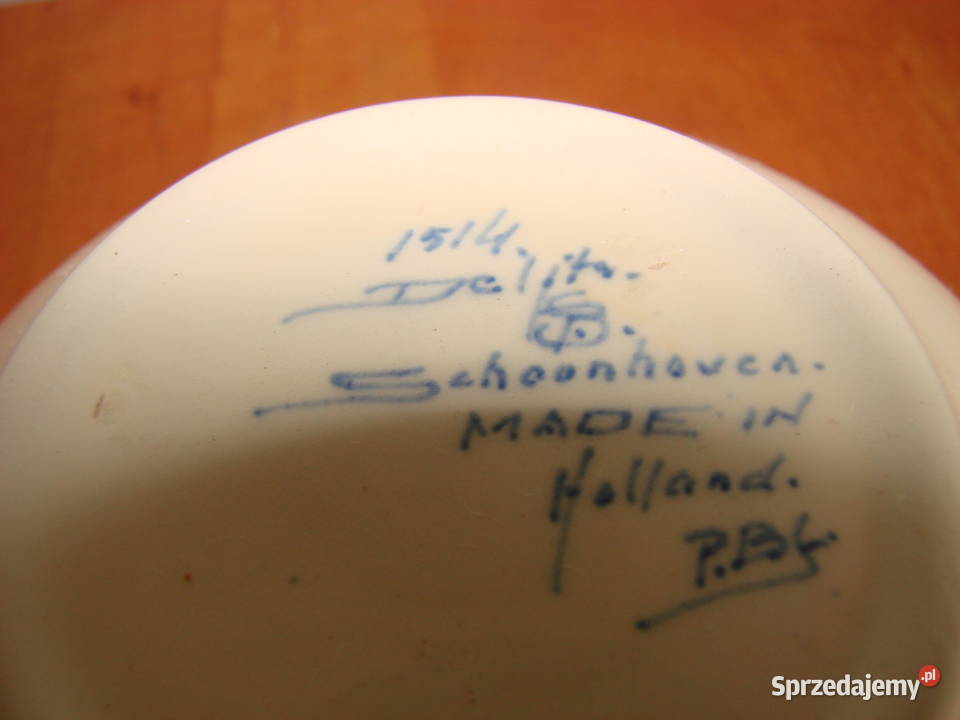 1514.
Delfts.
Schoonhoven.
MADE IN
Holland.
Sprzedajemy.pl